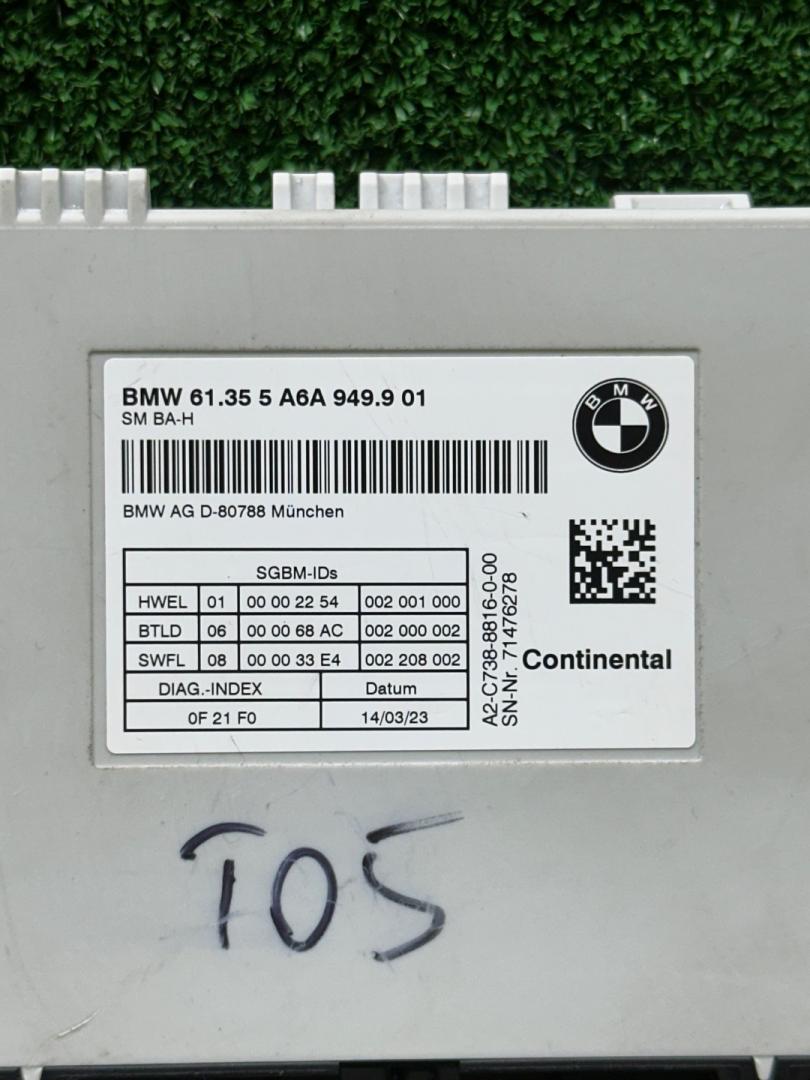 BMW 61.35 5 A6A 949.9 01
SM BA-H
BMW
BMW AG D-80788 München
SGBM-IDs
HWEL 01 00 00 22 54 002 001 000
BTLD 06 00 00 68 AC 002 000 002
SWFL 08 00 00 33 E4 002 208 002
DIAG.-INDEX Datum
0F 21 F0 14/03/23
A2-C738-8816-0-00
SN-Nr. 71476278
Continental
T05